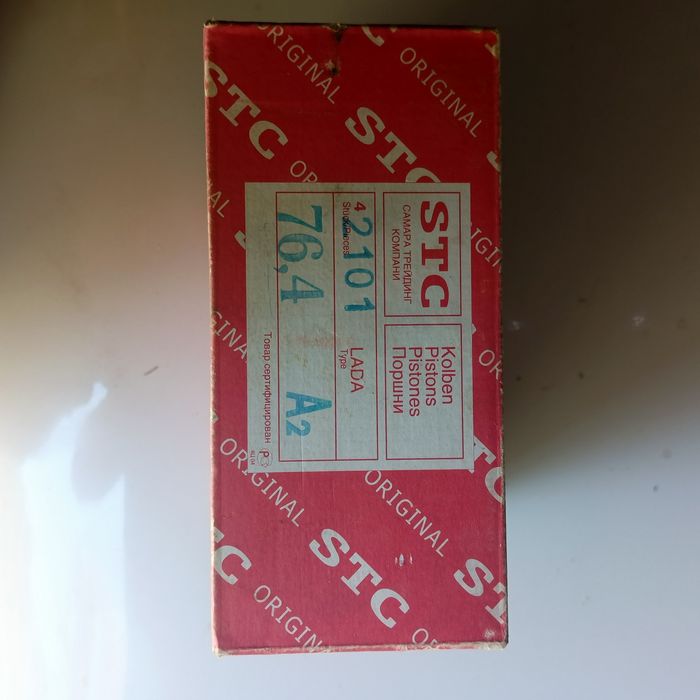 STC
САМАРА ТРЕЙДИНГ
КОМПАНИ
Kolben
Pistons
Pistones
Поршни
4
Stück/Pieces
2101
LADA
Type
76,4 A2
Товар сертифицирован
ORIGINAL
STC
ORIGINAL
STC
ORIGINAL
STC
ORIGINAL
STC
ORIGINAL